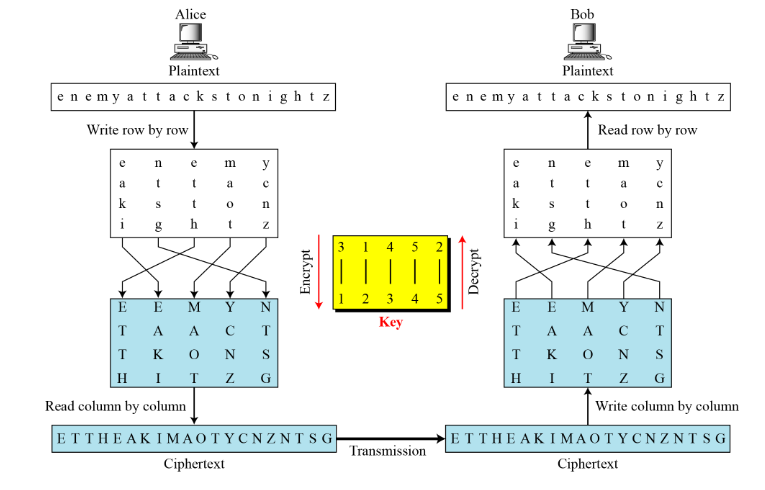 Alice Bob
Plaintext Plaintext
e n e m y a t t a c k s t o n i g h t z e n e m y a t t a c k s t o n i g h t z
Write row by row Read row by row
e n e m y e n e m y
a t t a c a t t a c
k s t o n k s t o n
i g h t z i g h t z
Encrypt 3 1 4 5 2 Decrypt
1 2 3 4 5
Key
E E M Y N E E M Y N
T A A C T T A A C T
T K O N S T K O N S
H I T Z G H I T Z G
Read column by column Write column by column
E T T H E A K I M A O T Y C N Z N T S G E T T H E A K I M A O T Y C N Z N T S G
Transmission
Ciphertext Ciphertext